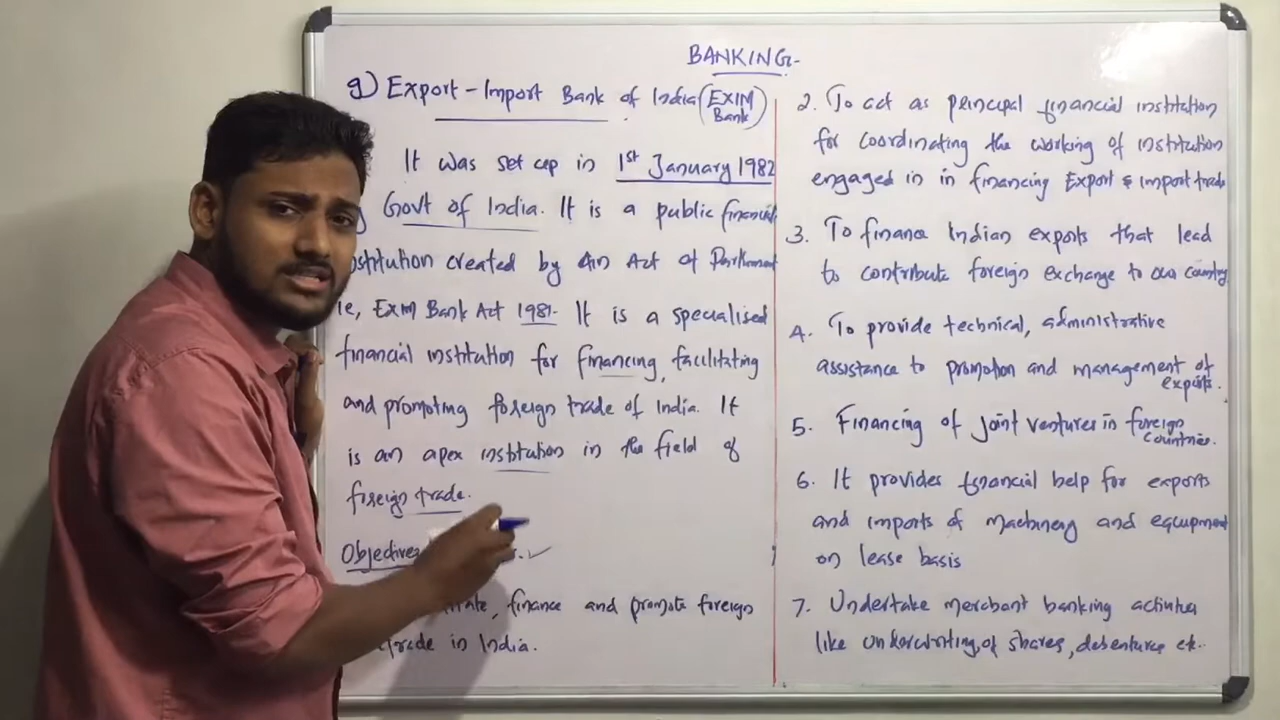 BANKING:-
g) Export-Import Bank of India (EXIM Bank)
It was set up in 1st January 1982
Govt of India. It is a public financial
stitution created by An Act of Parliament
ie, EXIM Bank Act 1981. It is a specialised
financial institution for financing, facilitating
and promoting foreign trade of India. It
is an apex institution in the field of
foreign trade.
Objectives
finance and promote foreign
trade in India.
2. To act as principal financial institution
for coordinating the working of institution
engaged in in financing Export & Import trade
3. To finance Indian exports that lead
to contribute foreign exchange to our country
4. To provide technical, administrative
assistance to promotion and management of
exports.
5. Financing of Joint ventures in foreign
countries.
6. It provides financial help for exports
and imports of machinery and equipment
on lease basis
7. Undertake merchant banking activities
like underwriting, of shares, debentures etc..